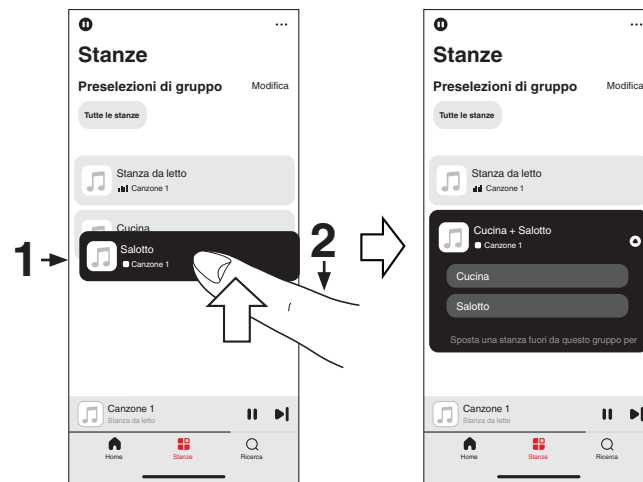 Stanze
Preselezioni di gruppo Modifica
Tutte le stanze
Stanza da letto
Canzone 1
Cucina
Salotto
Canzone 1
1
2
Canzone 1
Stanza da letto
Home Stanze Ricerca
Stanze
Preselezioni di gruppo Modifica
Tutte le stanze
Stanza da letto
Canzone 1
Cucina + Salotto
Canzone 1
Cucina
Salotto
Sposta una stanza fuori da questo gruppo per
Canzone 1
Stanza da letto
Home Stanze Ricerca